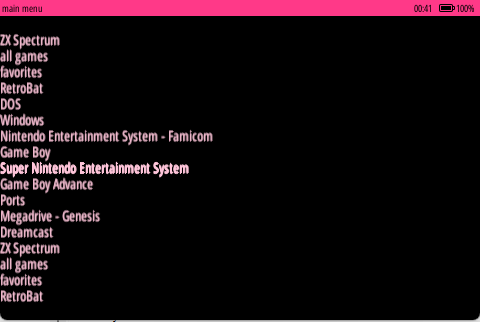 main menu
00:41 100%
ZX Spectrum
all games
favorites
RetroBat
DOS
Windows
Nintendo Entertainment System - Famicom
Game Boy
Super Nintendo Entertainment System
Game Boy Advance
Ports
Megadrive - Genesis
Dreamcast
ZX Spectrum
all games
favorites
RetroBat